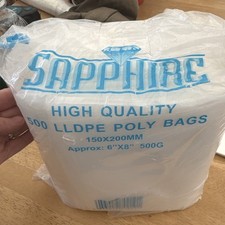 SAPPHIRE
HIGH QUALITY
500 LLDPE POLY BAGS
150X200MM
Approx: 6"X8" 500G